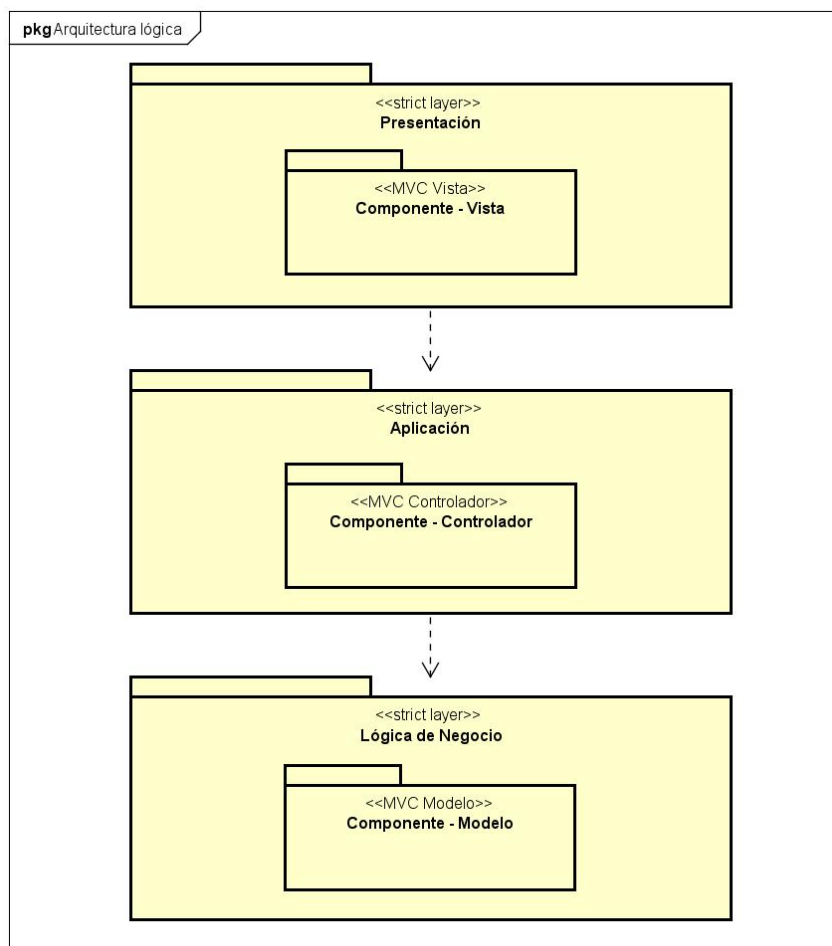 pkg Arquitectura lógica
<<strict layer>>
Presentación
<<MVC Vista>>
Componente - Vista
<<strict layer>>
Aplicación
<<MVC Controlador>>
Componente - Controlador
<<strict layer>>
Lógica de Negocio
<<MVC Modelo>>
Componente - Modelo